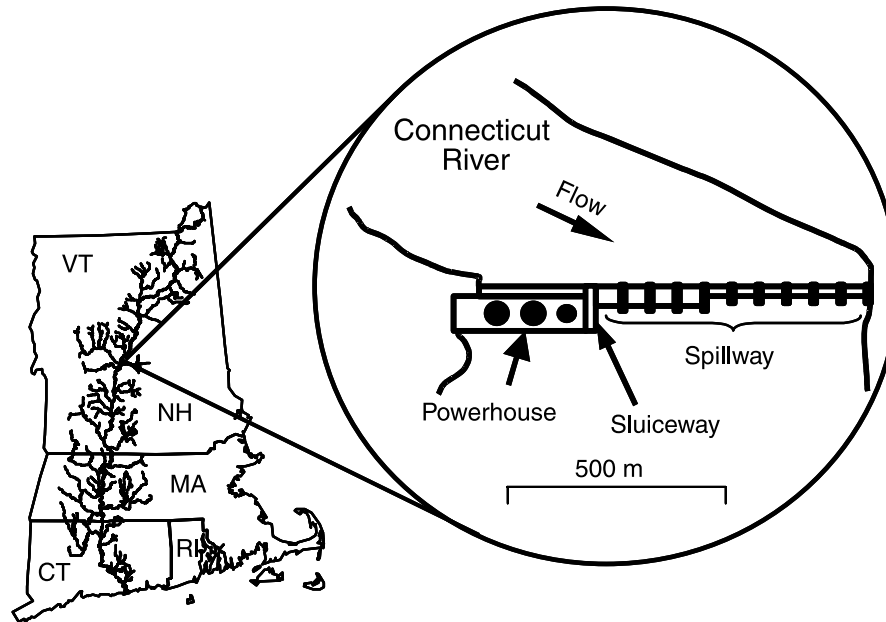 Connecticut
River
Flow
VT
NH
MA
CT
RI
Spillway
Powerhouse
Sluiceway
500 m